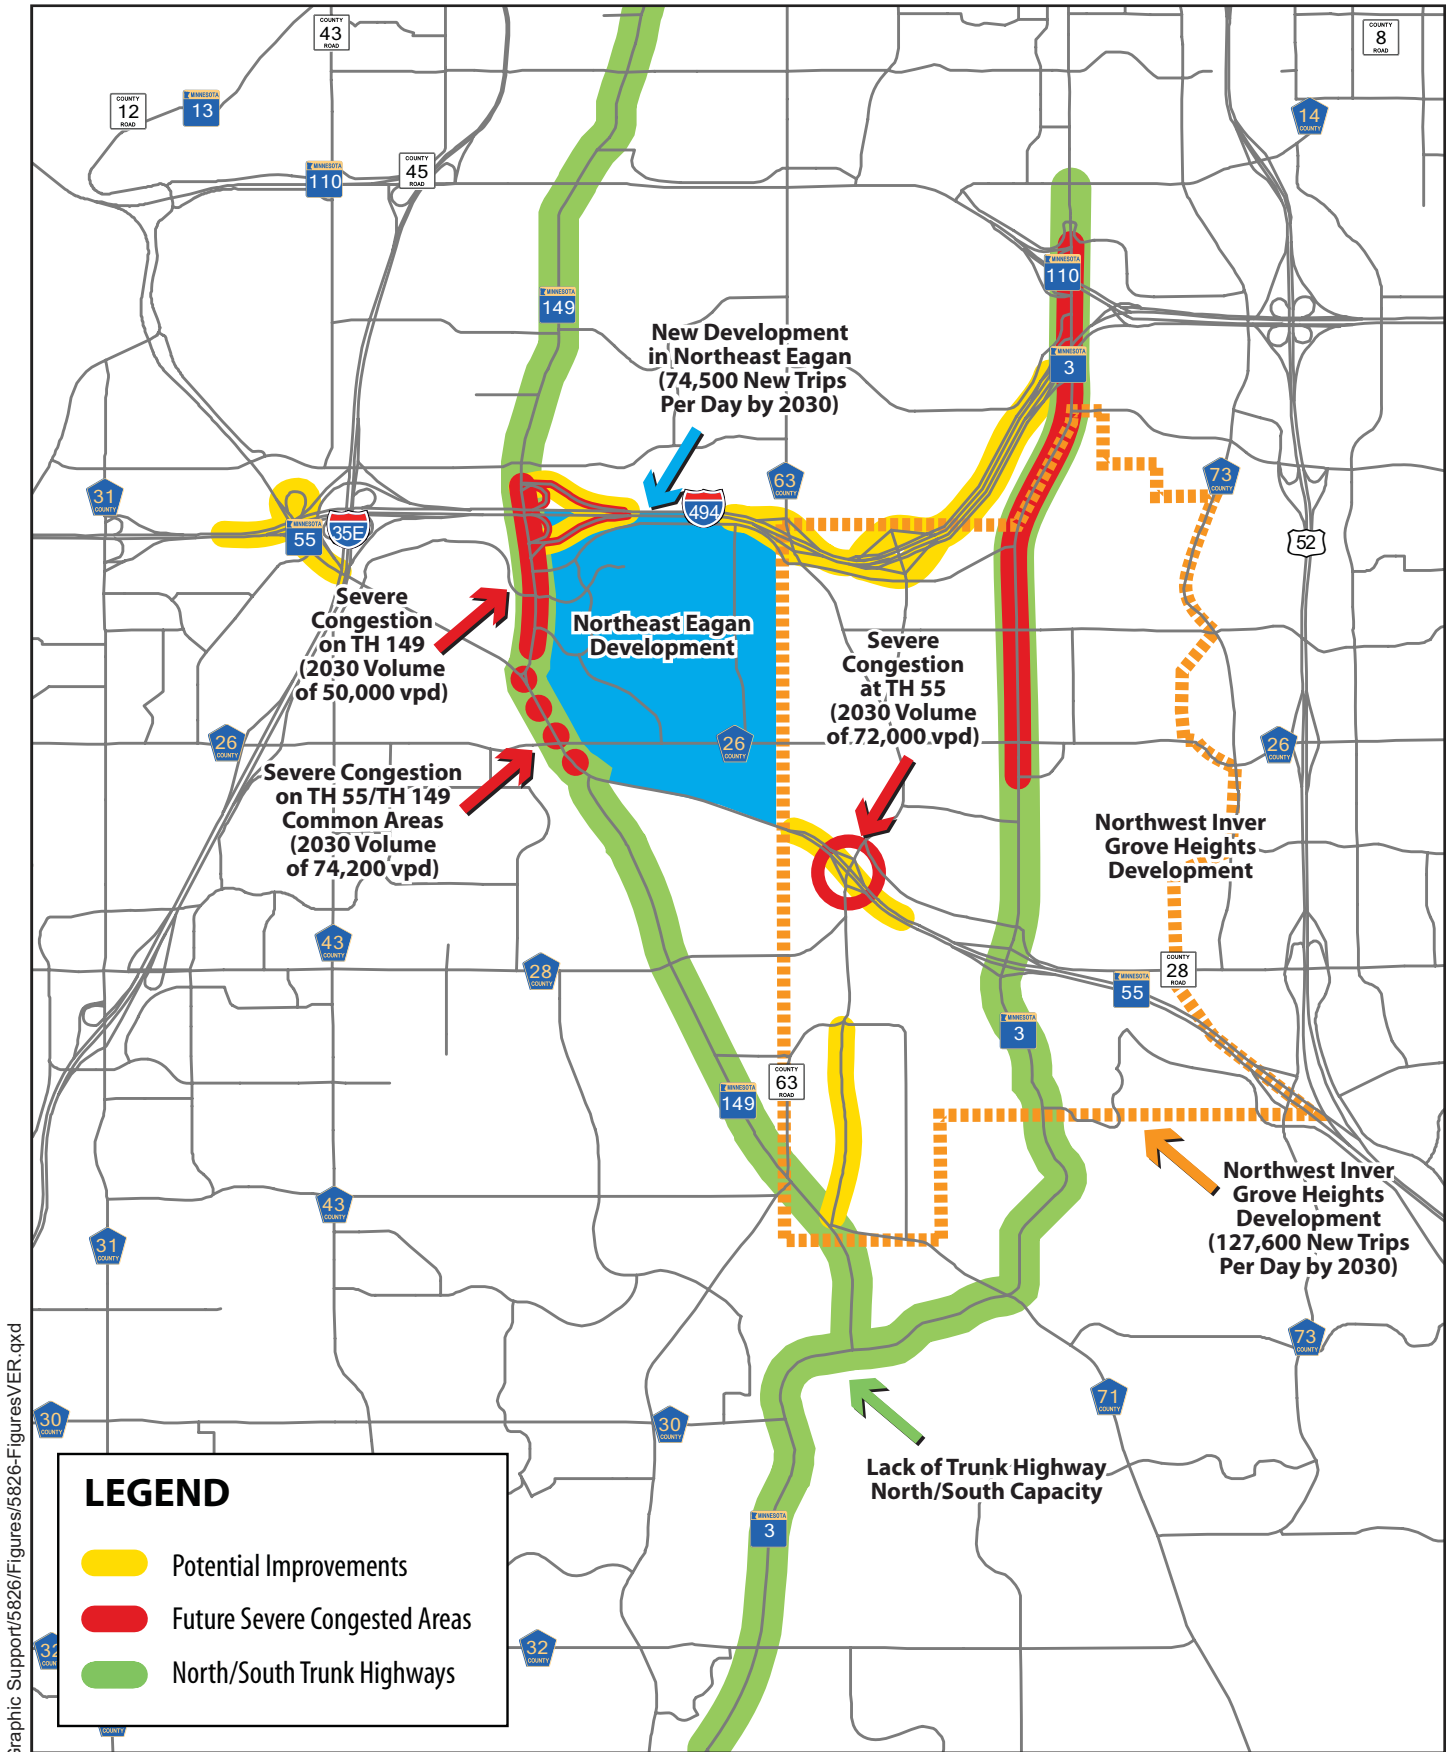 COUNTY
43
ROAD
COUNTY
8
ROAD
COUNTY
12
ROAD
MINNESOTA
13
14
COUNTY
MINNESOTA
110
COUNTY
45
ROAD
MINNESOTA
149
MINNESOTA
110
New Development
in Northeast Eagan
(74,500 New Trips
Per Day by 2030)
MINNESOTA
3
31
COUNTY
63
COUNTY
73
COUNTY
494
MINNESOTA
55
35E
52
Severe
Congestion
on TH 149
(2030 Volume
of 50,000 vpd)
Northeast Eagan
Development
Severe
Congestion
at TH 55
(2030 Volume
of 72,000 vpd)
26
COUNTY
26
COUNTY
26
COUNTY
Severe Congestion
on TH 55/TH 149
Common Areas
(2030 Volume
of 74,200 vpd)
Northwest Inver
Grove Heights
Development
43
COUNTY
28
COUNTY
COUNTY
28
ROAD
MINNESOTA
55
MINNESOTA
3
COUNTY
63
ROAD
MINNESOTA
149
43
COUNTY
31
COUNTY
Northwest Inver
Grove Heights
Development
(127,600 New Trips
Per Day by 2030)
73
COUNTY
71
COUNTY
30
COUNTY
30
COUNTY
Lack of Trunk Highway
North/South Capacity
MINNESOTA
3
LEGEND
Potential Improvements
Future Severe Congested Areas
North/South Trunk Highways
32
32
COUNTY
COUNTY
Graphic Support/5826/Figures/5826-FiguresVER.qxd